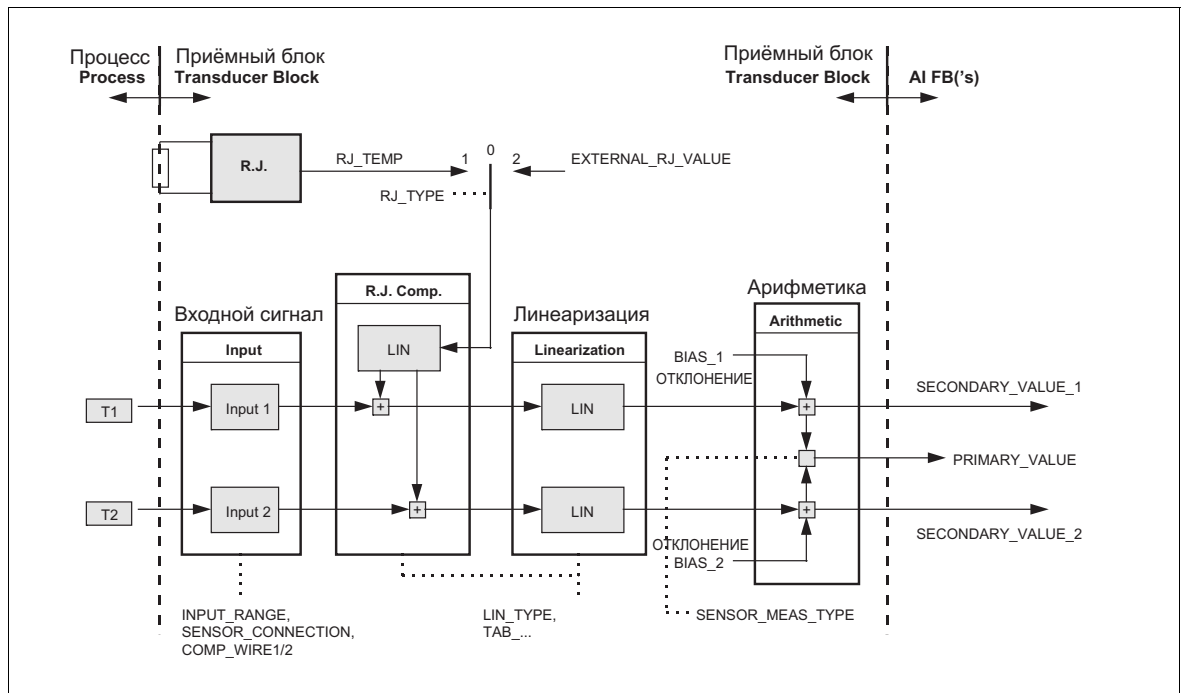 Процесс
Process
Приёмный блок
Transducer Block
Приёмный блок
Transducer Block
AI FB('s)
R.J.
RJ_TEMP
1
0
2
EXTERNAL_RJ_VALUE
RJ_TYPE
R.J. Comp.
LIN
Входной сигнал
Input
Линеаризация
Linearization
Арифметика
Arithmetic
BIAS_1
ОТКЛОНЕНИЕ
T1
Input 1
+
LIN
+
SECONDARY_VALUE_1
PRIMARY_VALUE
T2
Input 2
+
LIN
+
SECONDARY_VALUE_2
ОТКЛОНЕНИЕ
BIAS_2
INPUT_RANGE,
SENSOR_CONNECTION,
COMP_WIRE1/2
LIN_TYPE,
TAB_...
SENSOR_MEAS_TYPE